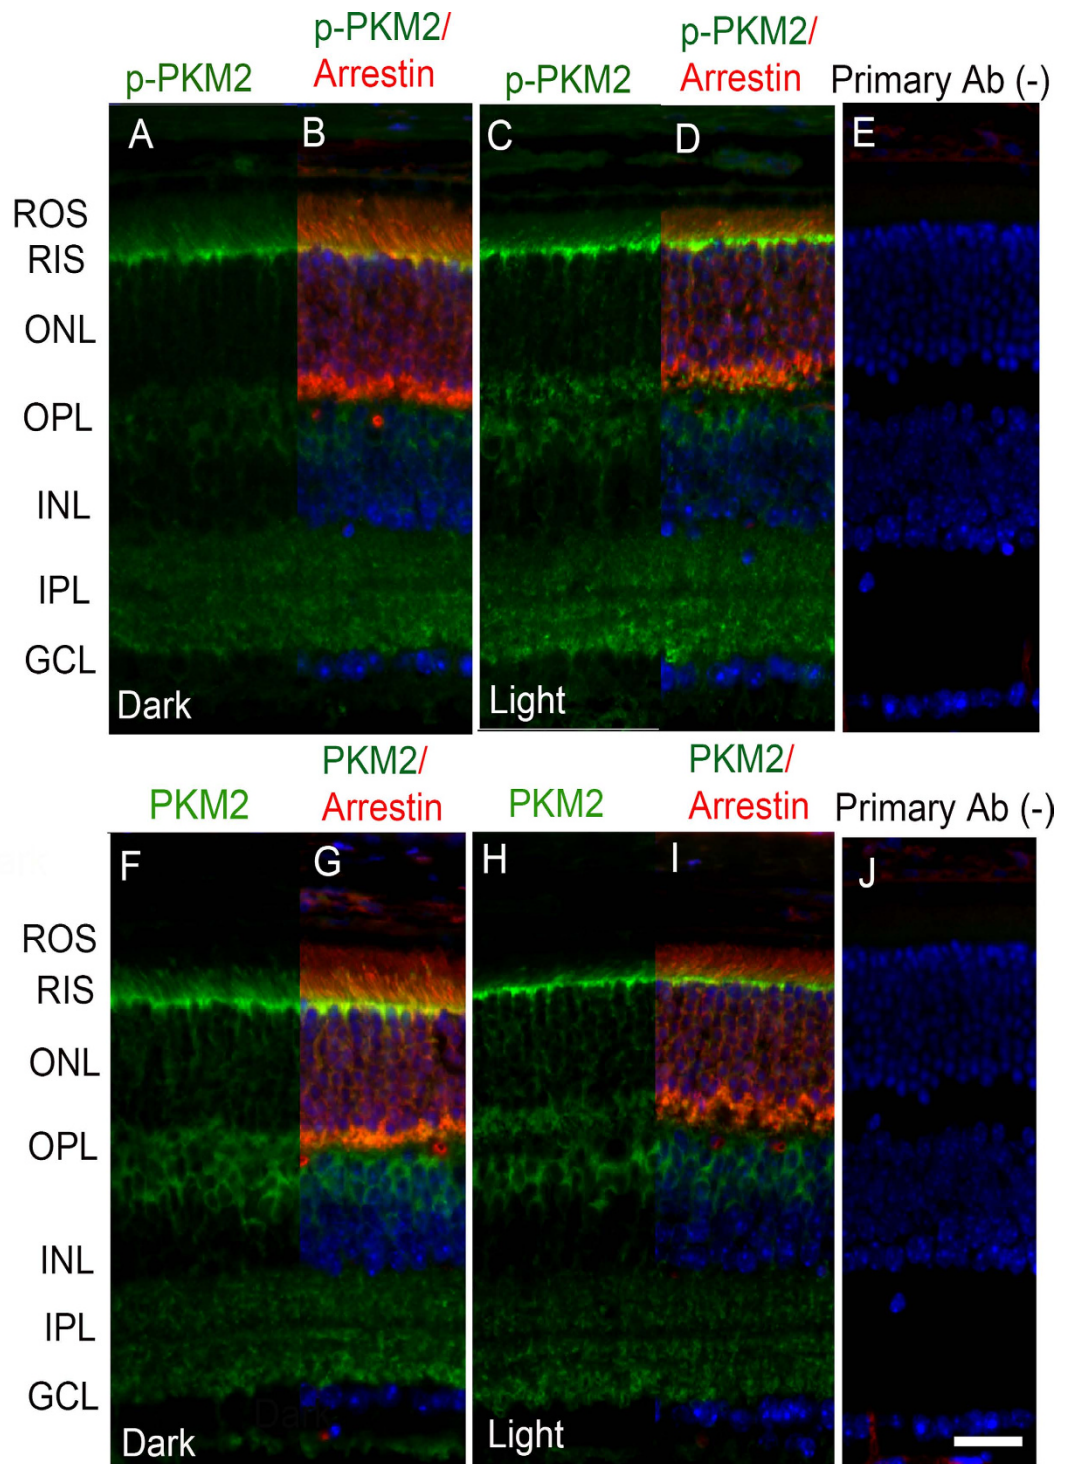 p-PKM2
p-PKM2/
Arrestin
p-PKM2
p-PKM2/
Arrestin
Primary Ab (-)
A
B
C
D
E
ROS
RIS
ONL
OPL
INL
IPL
GCL
Dark
Light
PKM2
PKM2/
Arrestin
PKM2
PKM2/
Arrestin
Primary Ab (-)
F
G
H
I
J
ROS
RIS
ONL
OPL
INL
IPL
GCL
Dark
Dark
Light